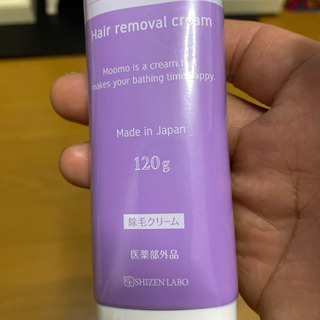 Hair removal cream
Moomo is a cream that
makes your bathing time happy.
Made in Japan
120g
除毛クリーム
医薬部外品
SHIZEN LABO